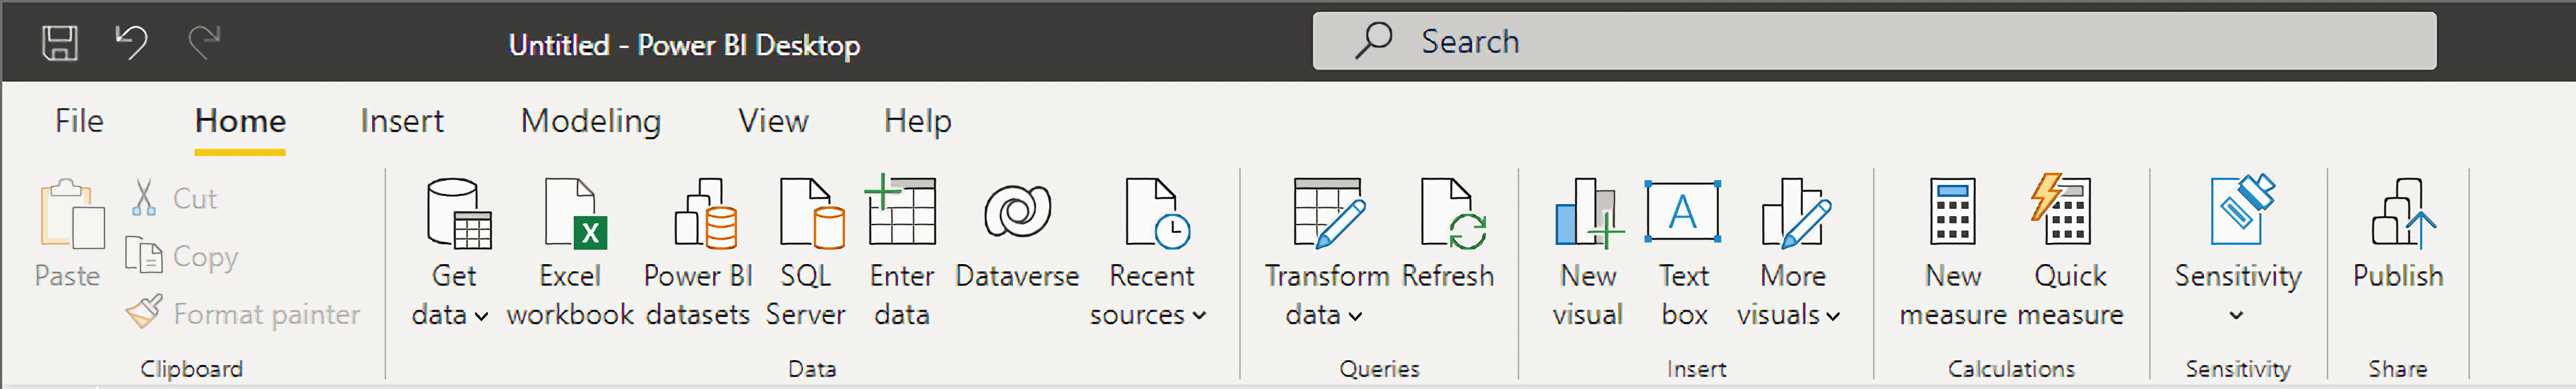 Untitled - Power BI Desktop
Search
File Home Insert Modeling View Help
Paste
Cut
Copy
Format painter
Clipboard
Get
data
Excel
workbook
X
Power BI
datasets
SQL
Server
Enter
data
Dataverse
Recent
sources
Data
Transform
data
Refresh
Queries
New
visual
A
Text
box
More
visuals
Insert
New
measure
Quick
measure
Calculations
Sensitivity
Sensitivity
Publish
Share